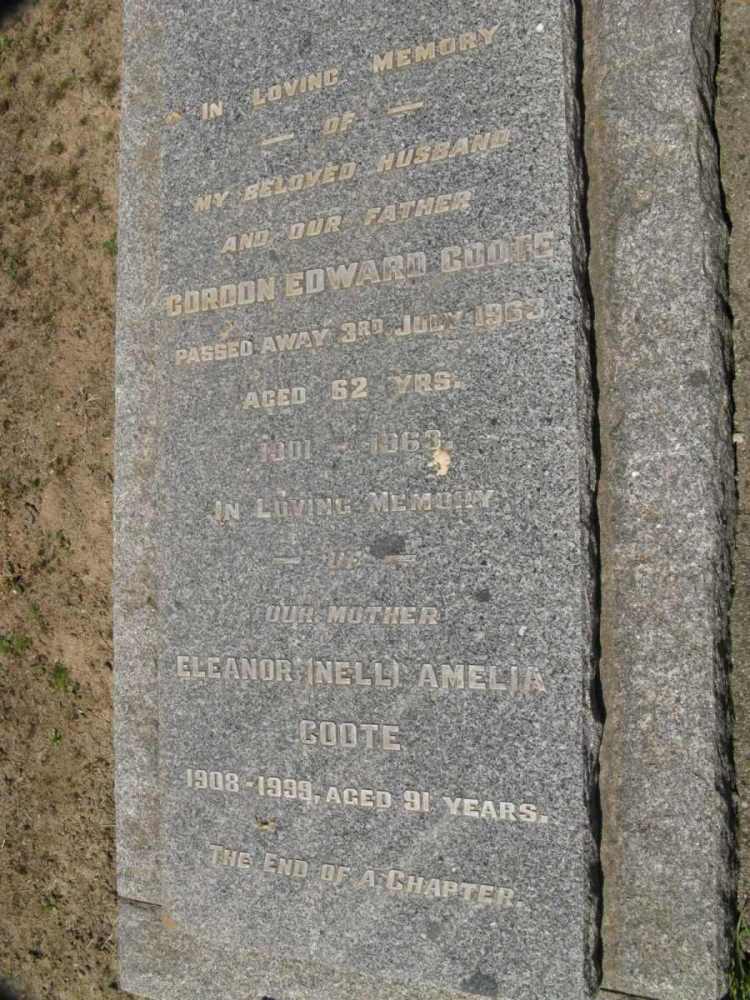 IN LOVING MEMORY
— OF —
MY BELOVED HUSBAND
AND OUR FATHER
GORDON EDWARD COOTE
PASSED AWAY 3RD JULY 1963
AGED 62 YRS.
1901 - 1963.
IN LOVING MEMORY
— OF —
OUR MOTHER
ELEANOR (NELL) AMELIA
COOTE
1908-1999, AGED 91 YEARS.
THE END OF A CHAPTER.